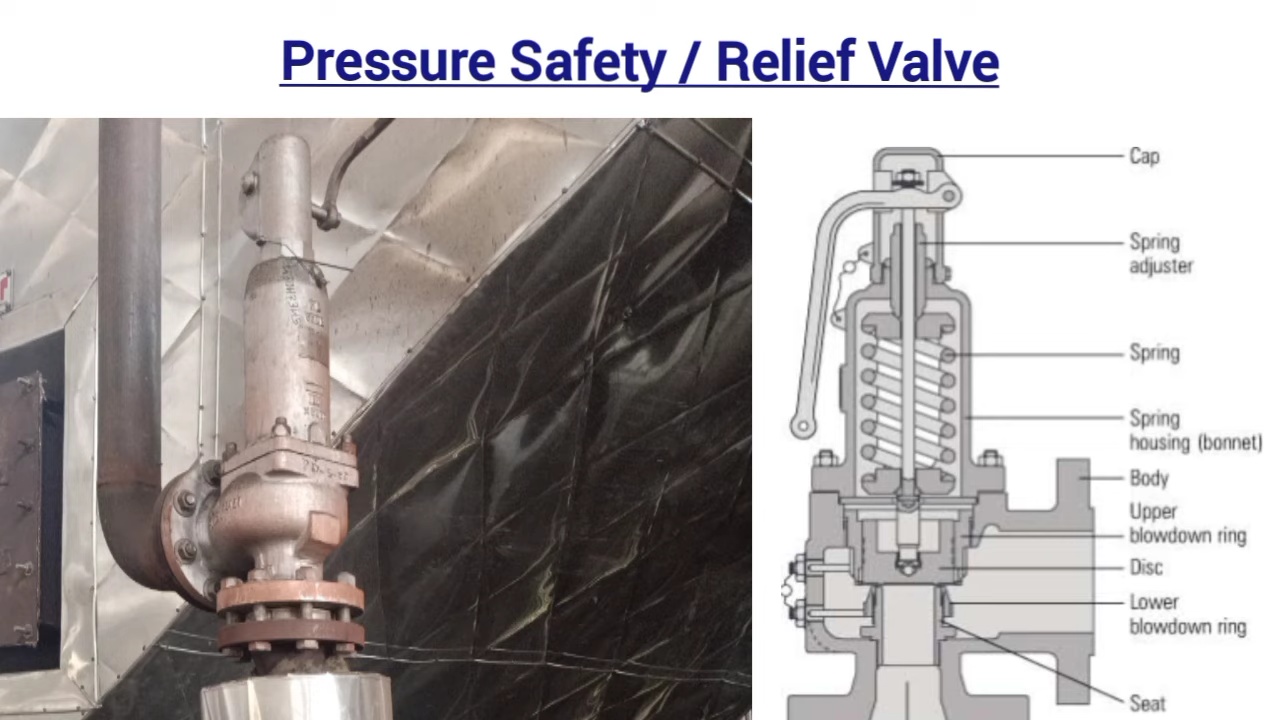 Pressure Safety / Relief Valve
Cap
Spring
adjuster
Spring
Spring
housing (bonnet)
Body
Upper
blowdown ring
Disc
Lower
blowdown ring
Seat